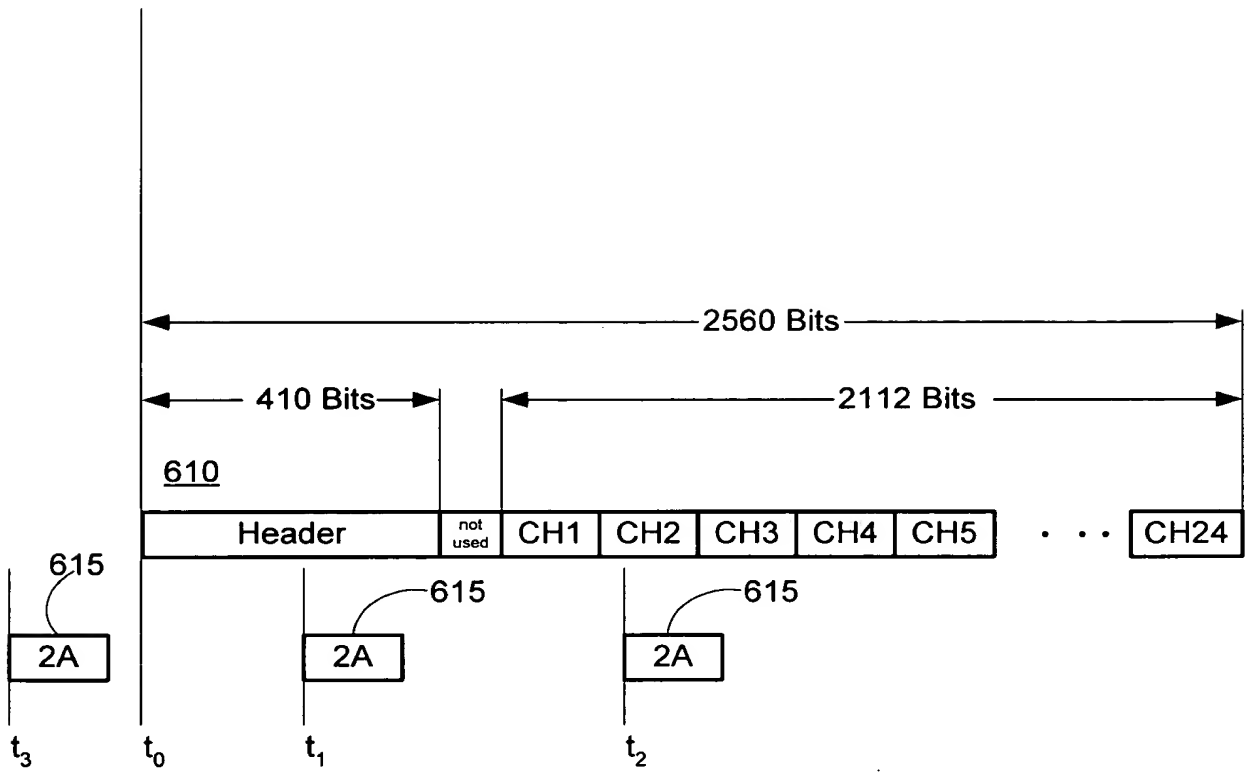 2560 Bits
410 Bits
2112 Bits
610
Header
not
used
CH1
CH2
CH3
CH4
CH5
. . .
CH24
615
615
615
2A
2A
2A
t3
t0
t1
t2